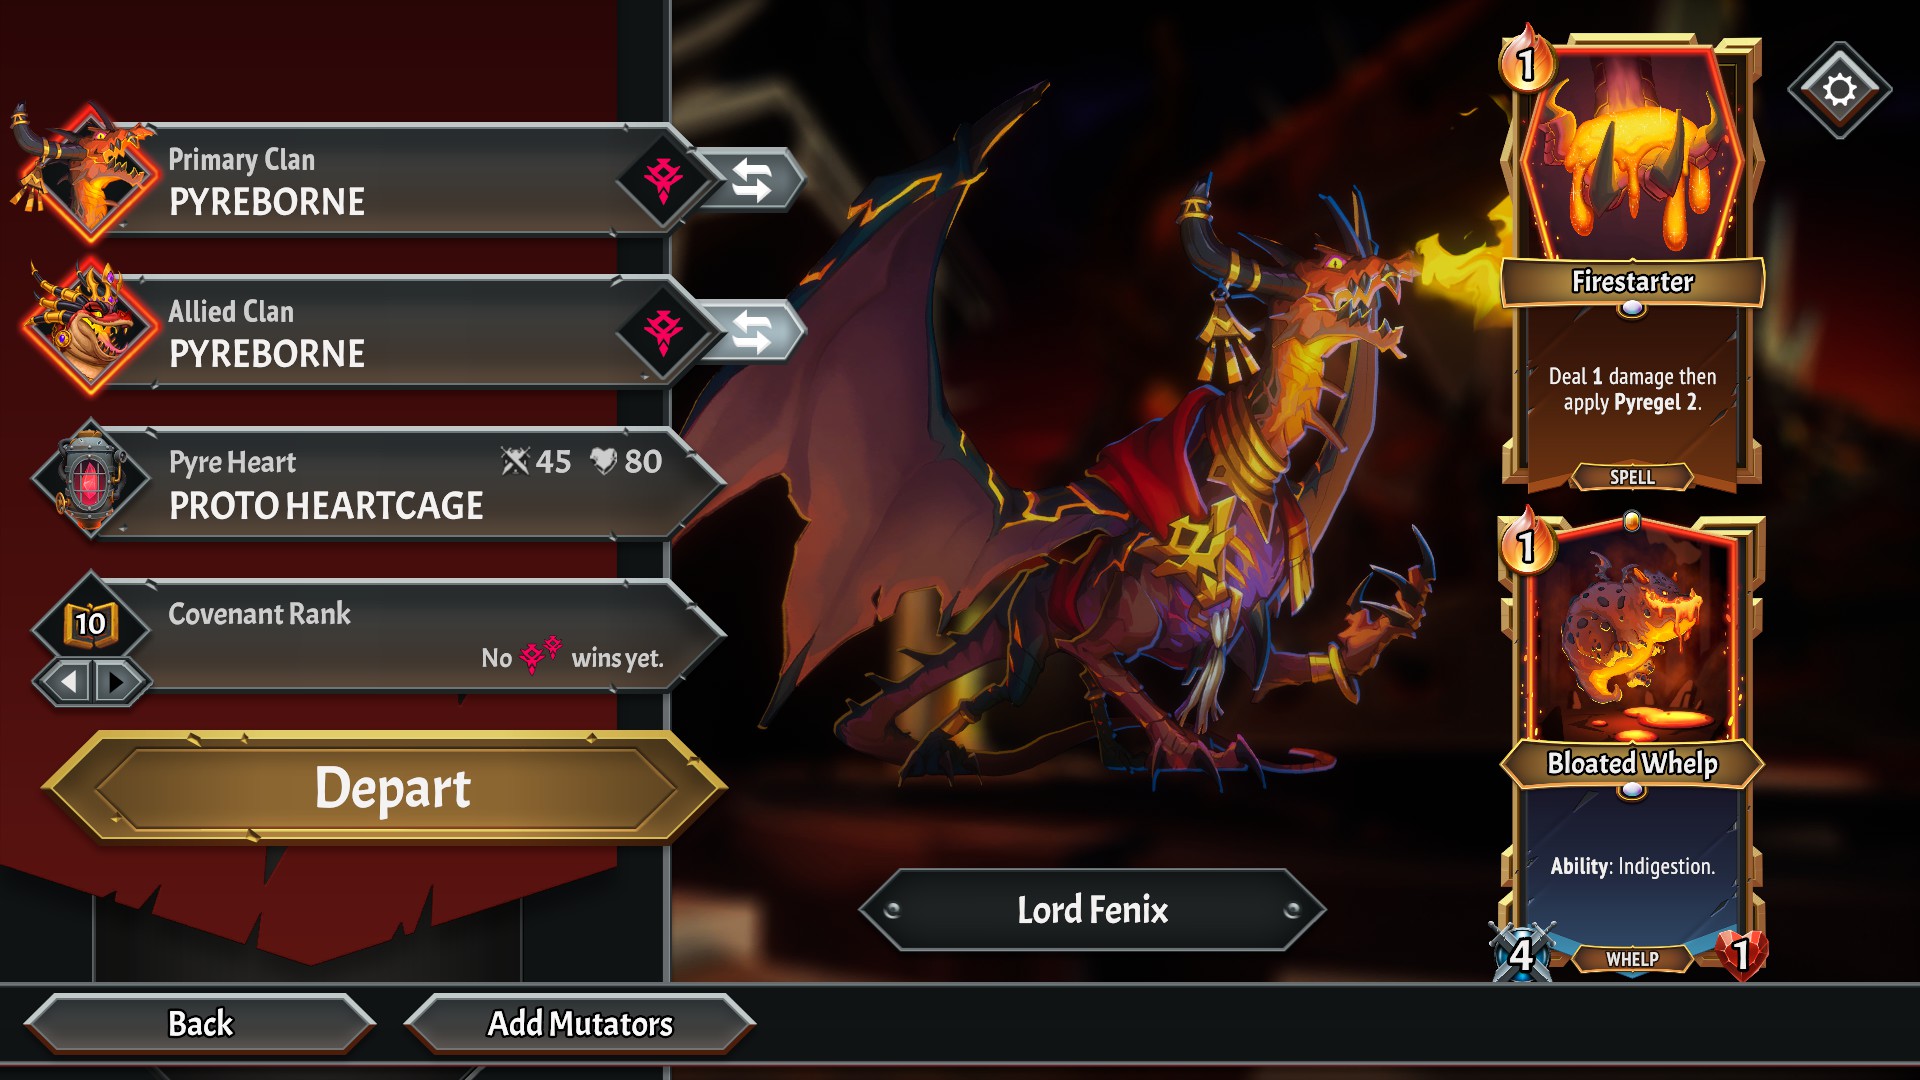 Primary Clan
PYREBORNE
Allied Clan
PYREBORNE
Pyre Heart 45 80
PROTO HEARTCAGE
10
Covenant Rank
No wins yet.
Depart
Back
Add Mutators
Lord Fenix
1
Firestarter
Deal 1 damage then
apply Pyregel 2.
SPELL
1
Bloated Whelp
Ability: Indigestion.
4 WHELP 1